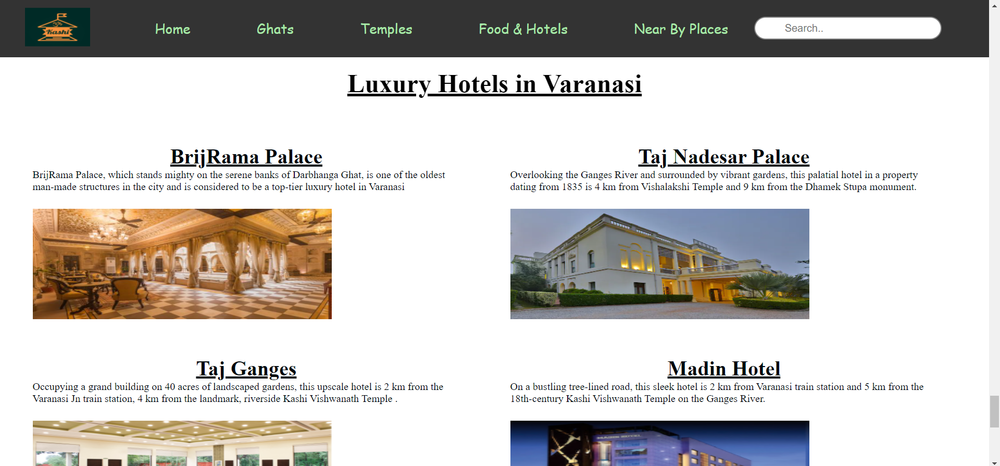 Kashi
Home
Ghats
Temples
Food & Hotels
Near By Places
Search..
Luxury Hotels in Varanasi
BrijRama Palace
BrijRama Palace, which stands mighty on the serene banks of Darbhanga Ghat, is one of the oldest
man-made structures in the city and is considered to be a top-tier luxury hotel in Varanasi
Taj Nadesar Palace
Overlooking the Ganges River and surrounded by vibrant gardens, this palatial hotel in a property
dating from 1835 is 4 km from Vishalakshi Temple and 9 km from the Dhamek Stupa monument.
Taj Ganges
Occupying a grand building on 40 acres of landscaped gardens, this upscale hotel is 2 km from the
Varanasi Jn train station, 4 km from the landmark, riverside Kashi Vishwanath Temple .
Madin Hotel
On a bustling tree-lined road, this sleek hotel is 2 km from Varanasi train station and 5 km from the
18th-century Kashi Vishwanath Temple on the Ganges River.
MADIN HOTEL